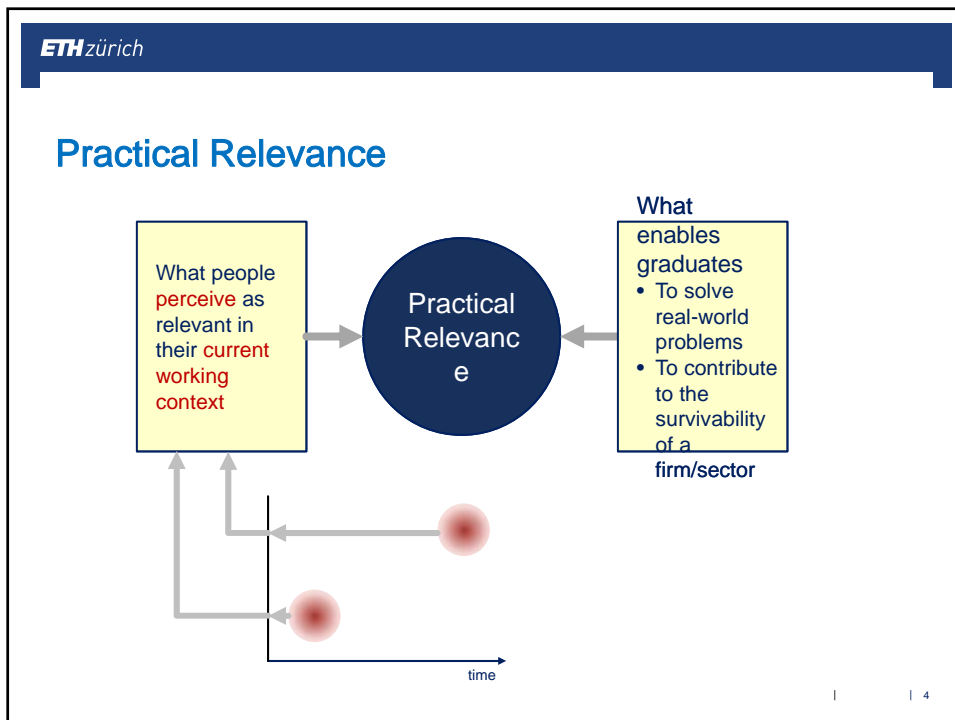 ETH zürich
Practical Relevance
What people
perceive as
relevant in
their current
working
context
Practical
Relevanc
e
What
enables
graduates
• To solve
real-world
problems
• To contribute
to the
survivability
of a
firm/sector
time
| | 4